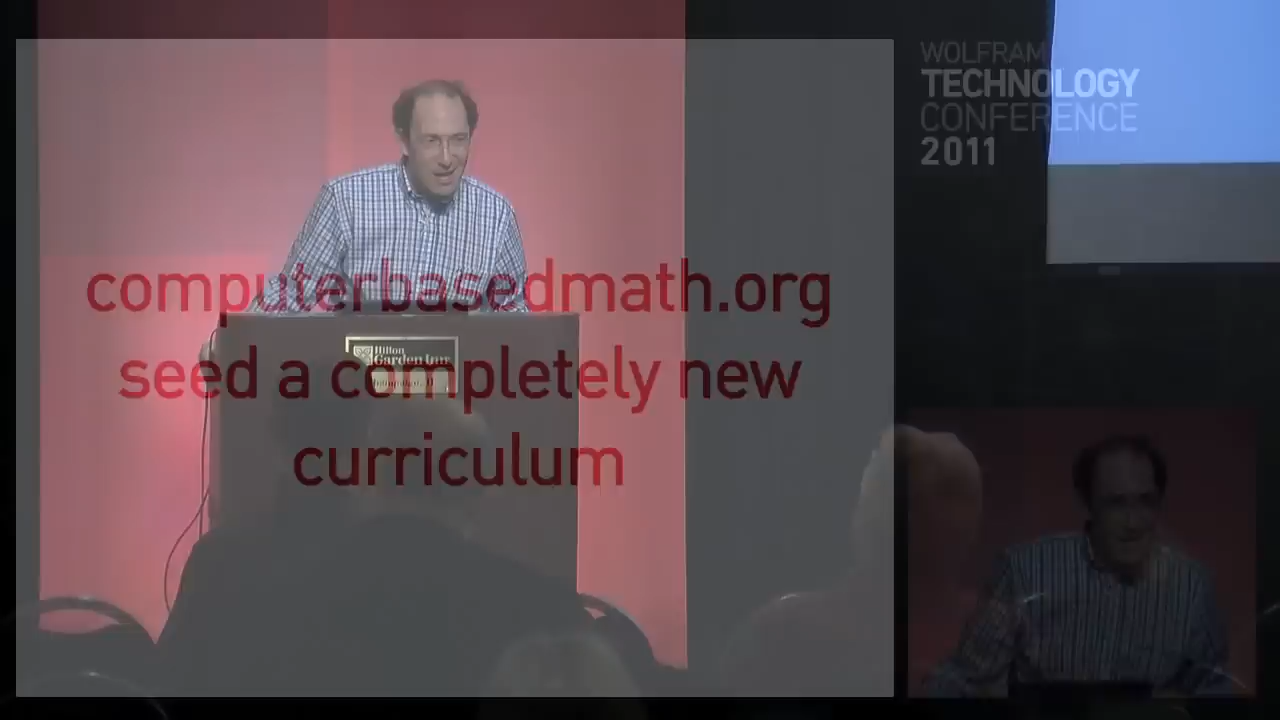 WOLFRAM
TECHNOLOGY
CONFERENCE
2011
computerbasedmath.org
seed a completely new
curriculum
Hilton
Garden Inn